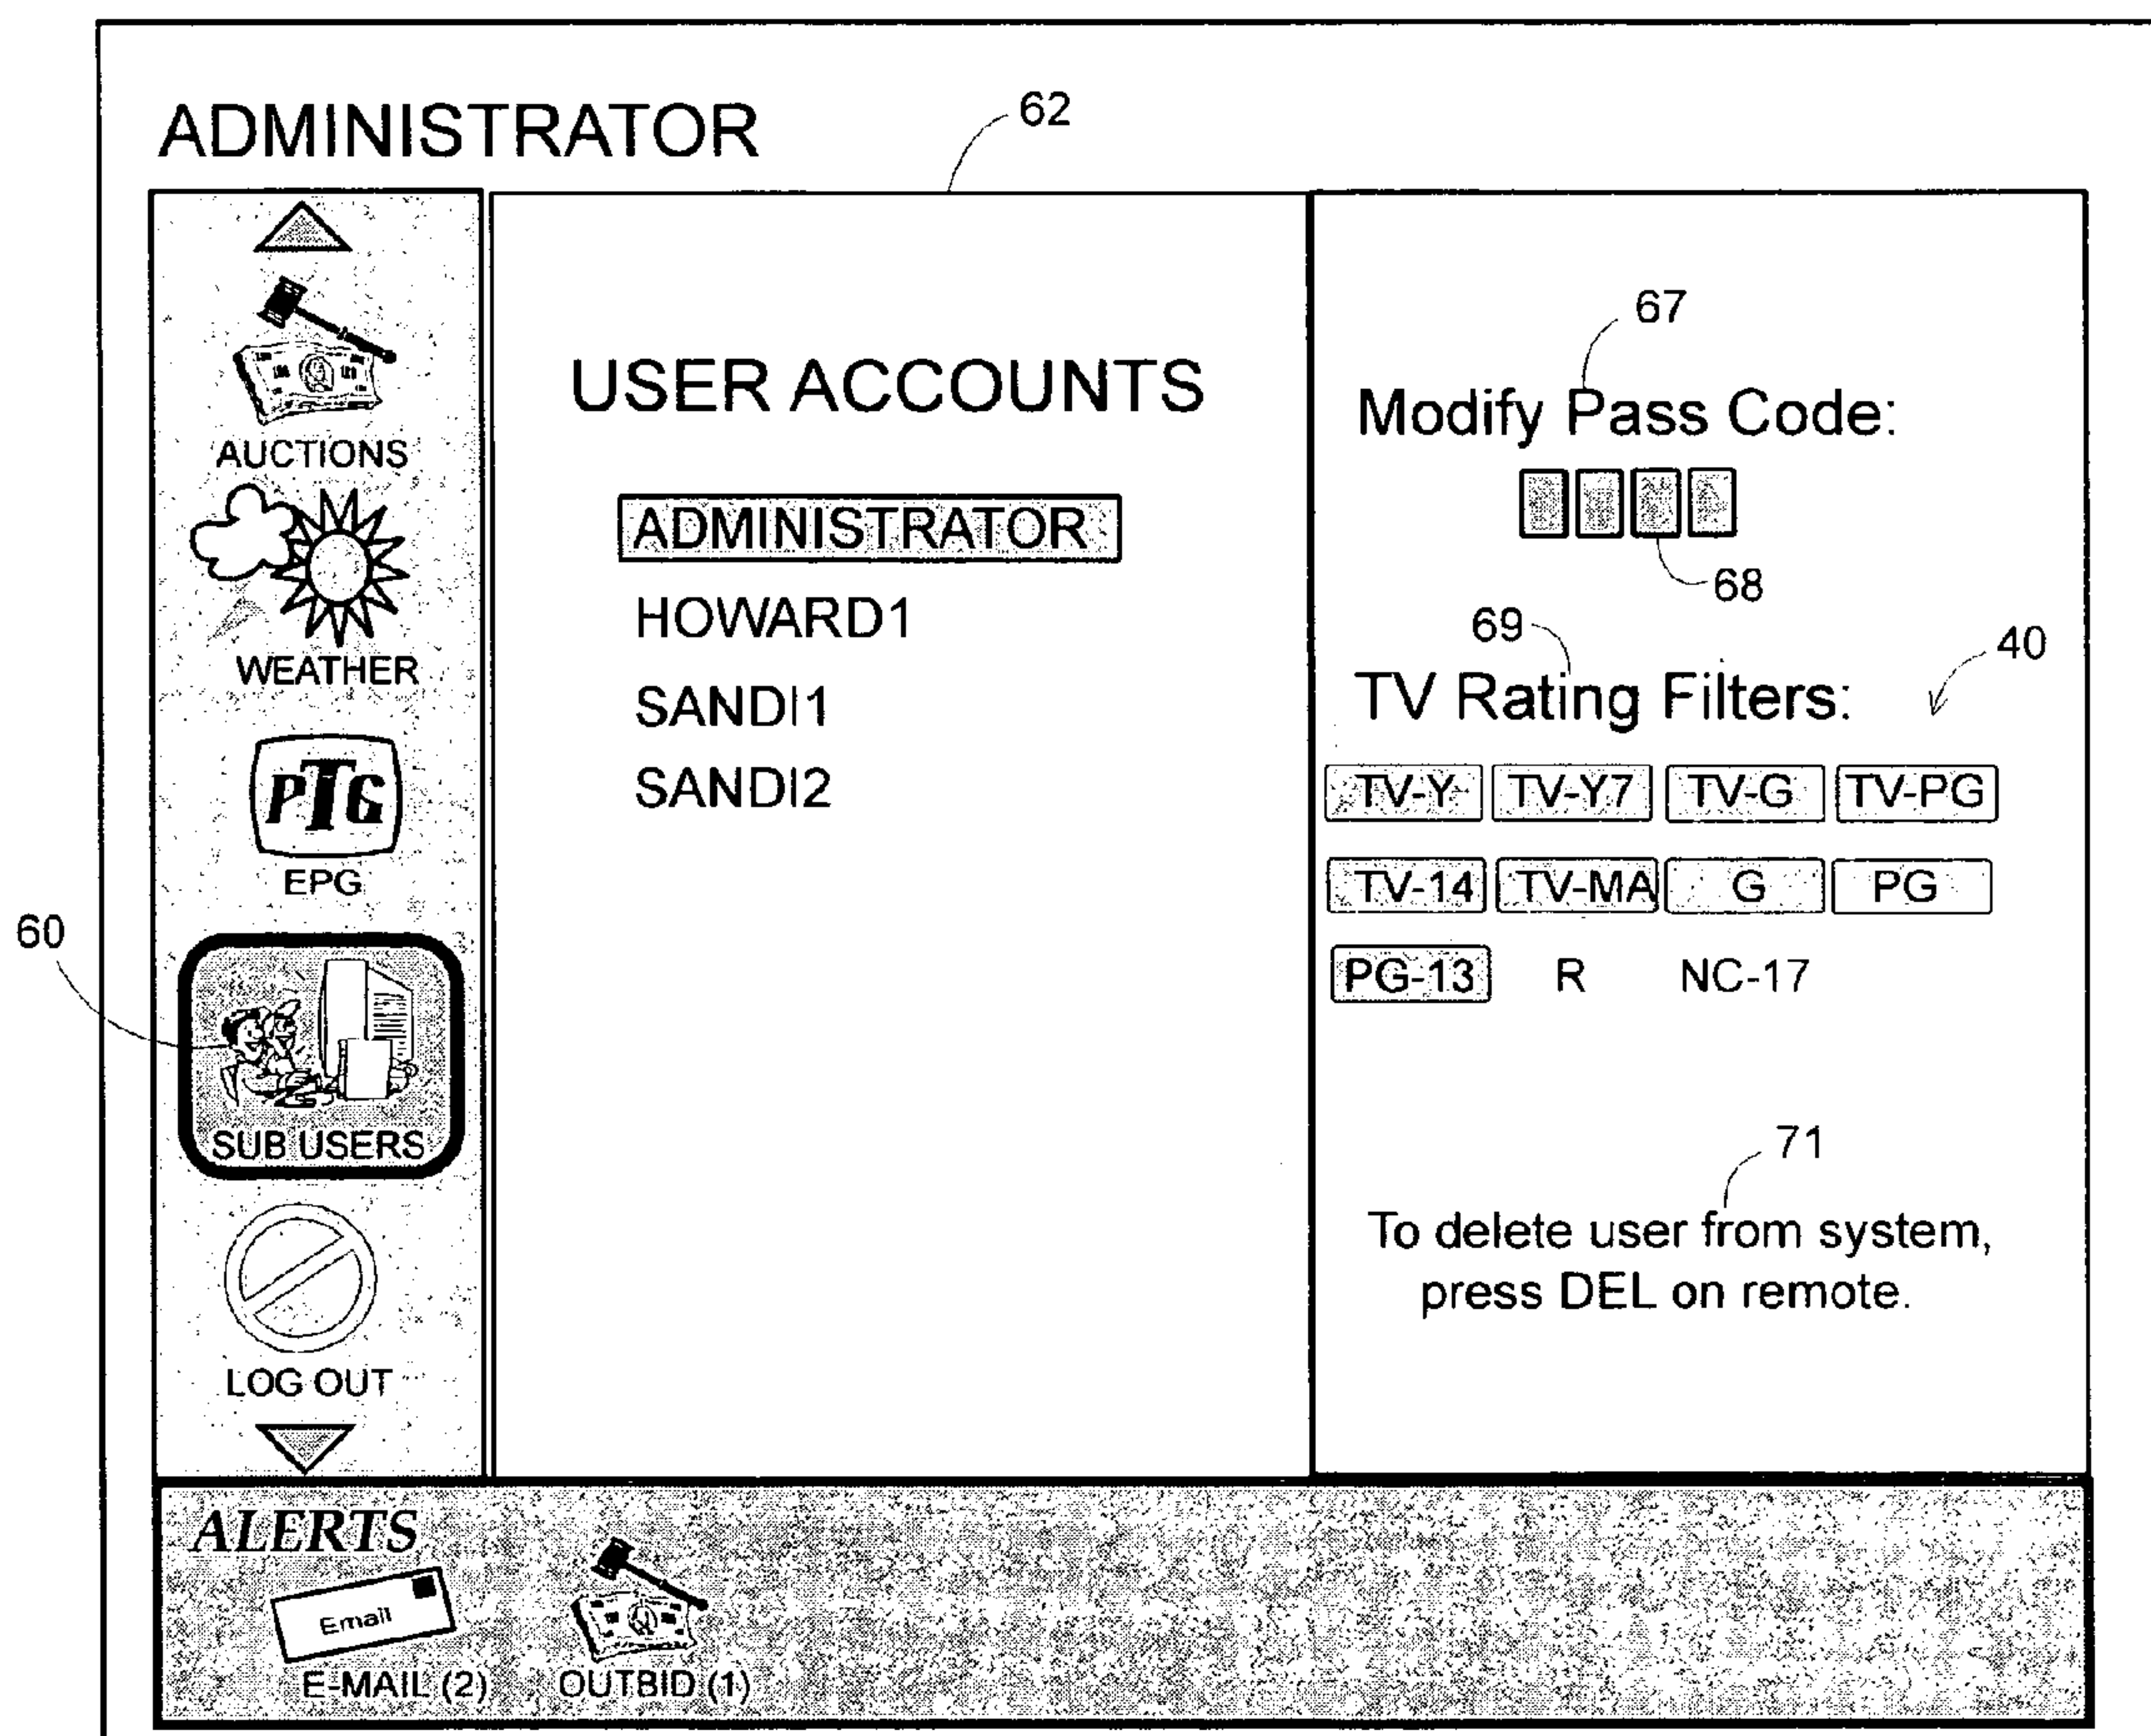 ADMINISTRATOR
62
AUCTIONS
WEATHER
PTG
EPG
60
SUB USERS
LOG OUT
USER ACCOUNTS
ADMINISTRATOR
HOWARD1
SANDI1
SANDI2
67
Modify Pass Code:
68
69
40
TV Rating Filters:
TV-Y TV-Y7 TV-G TV-PG
TV-14 TV-MA G PG
PG-13 R NC-17
71
To delete user from system,
press DEL on remote.
ALERTS
Email
E-MAIL (2) OUTBID (1)